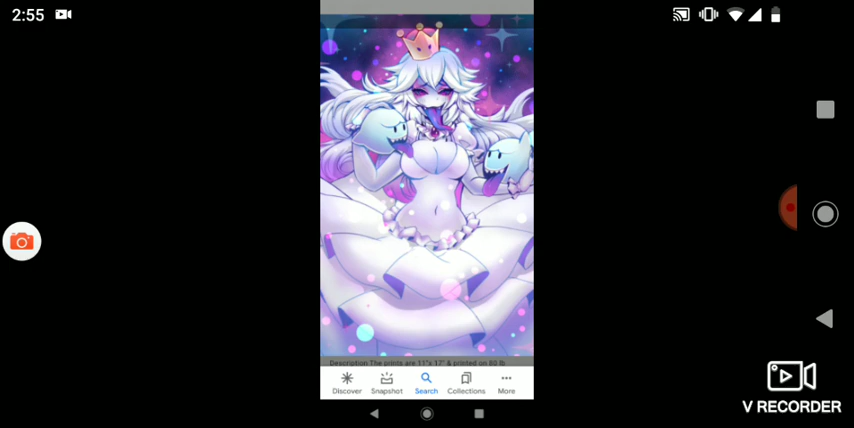 2:55
Description The prints are 11"x 17" & printed on 80 lb
Discover Snapshot Search Collections More
V RECORDER